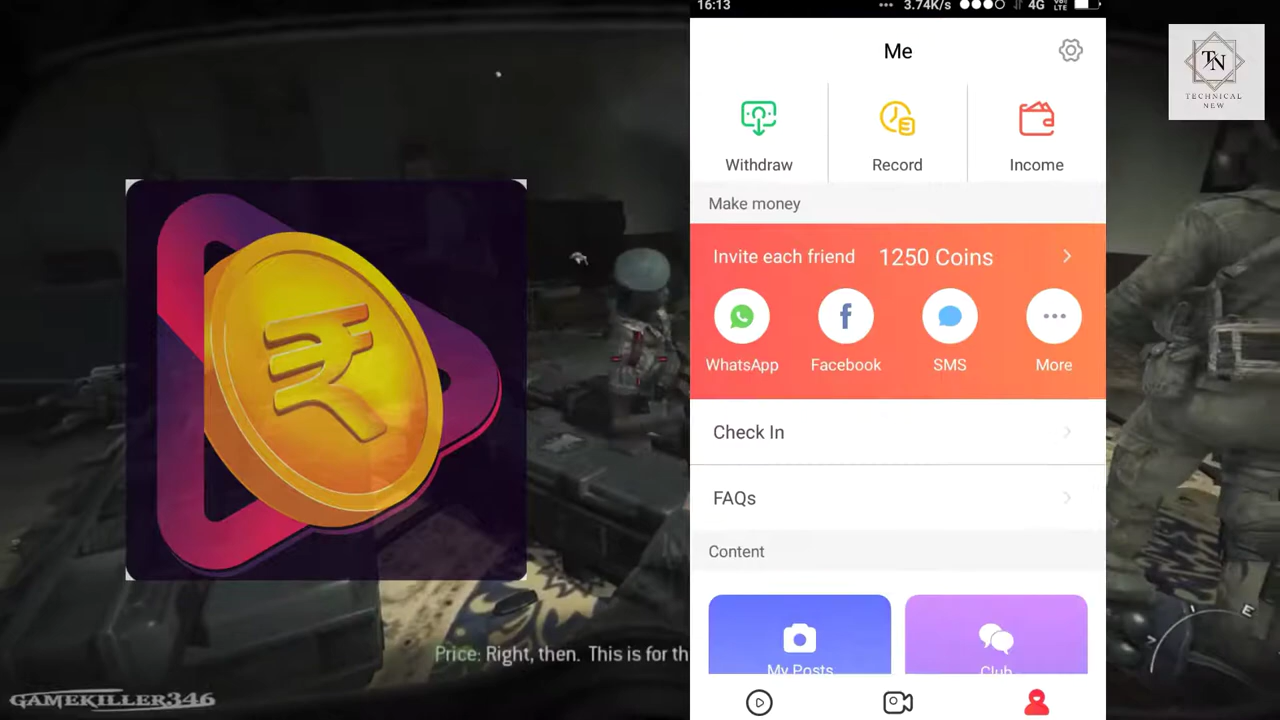 16:13
3.74K/s
4G
VoLTE
Me
TN
TECHNICAL
NEW
Withdraw
Record
Income
Make money
Invite each friend 1250 Coins
WhatsApp
Facebook
SMS
More
Check In
FAQs
Content
My Posts
Club
E
Price: Right, then. This is for th
GAMEKILLER346